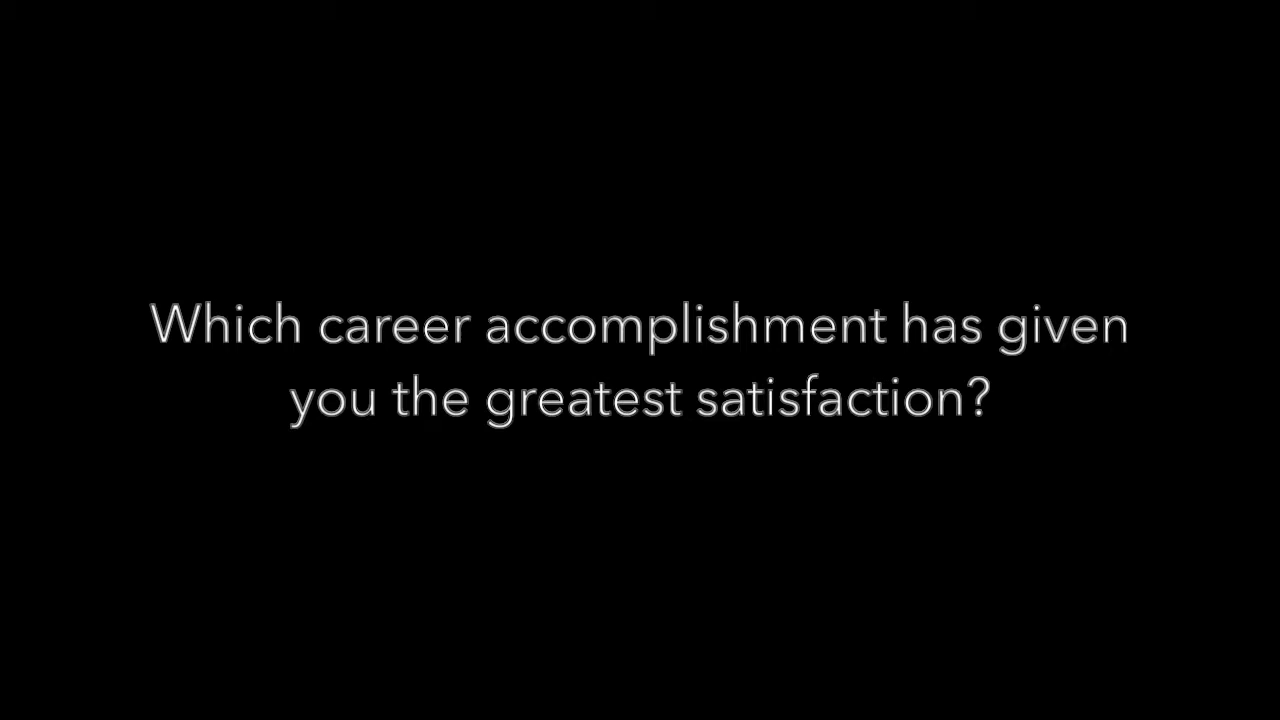 Which career accomplishment has given
you the greatest satisfaction?